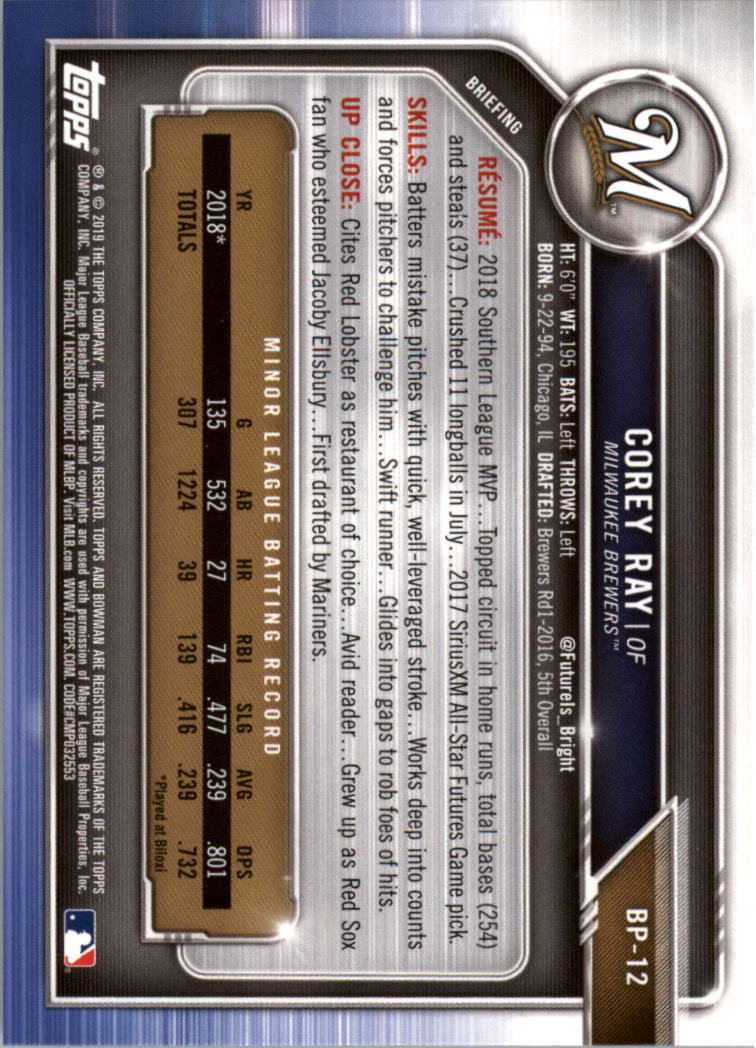 BP-12
COREY RAY | OF
MILWAUKEE BREWERS™
HT: 6'0" WT: 195 BATS: Left THROWS: Left @FutureIs_Bright
BORN: 9-22-94, Chicago, IL DRAFTED: Brewers Rd1-2016, 5th Overall
M
™
BRIEFING
RÉSUMÉ: 2018 Southern League MVP...Topped circuit in home runs, total bases (254)
and steals (37)...Crushed 11 longballs in July...2017 SiriusXM All-Star Futures Game pick.
SKILLS: Batters mistake pitches with quick, well-leveraged stroke...Works deep into counts
and forces pitchers to challenge him...Swift runner...Glides into gaps to rob foes of hits.
UP CLOSE: Cites Red Lobster as restaurant of choice...Avid reader...Grew up as Red Sox
fan who esteemed Jacoby Ellsbury...First drafted by Mariners.
MINOR LEAGUE BATTING RECORD
YR G AB HR RBI SLG AVG OPS
2018* 135 532 27 74 .477 .239 .801
TOTALS 307 1224 39 139 .416 .239 .732
*Played at Biloxi
topps®
® & © 2019 THE TOPPS COMPANY, INC. ALL RIGHTS RESERVED. TOPPS AND BOWMAN ARE REGISTERED TRADEMARKS OF THE TOPPS
COMPANY, INC. Major League Baseball trademarks and copyrights are used with permission of Major League Baseball Properties, Inc.
OFFICIALLY LICENSED PRODUCT OF MLBP. Visit MLB.com WWW.TOPPS.COM CODE#CMP032553